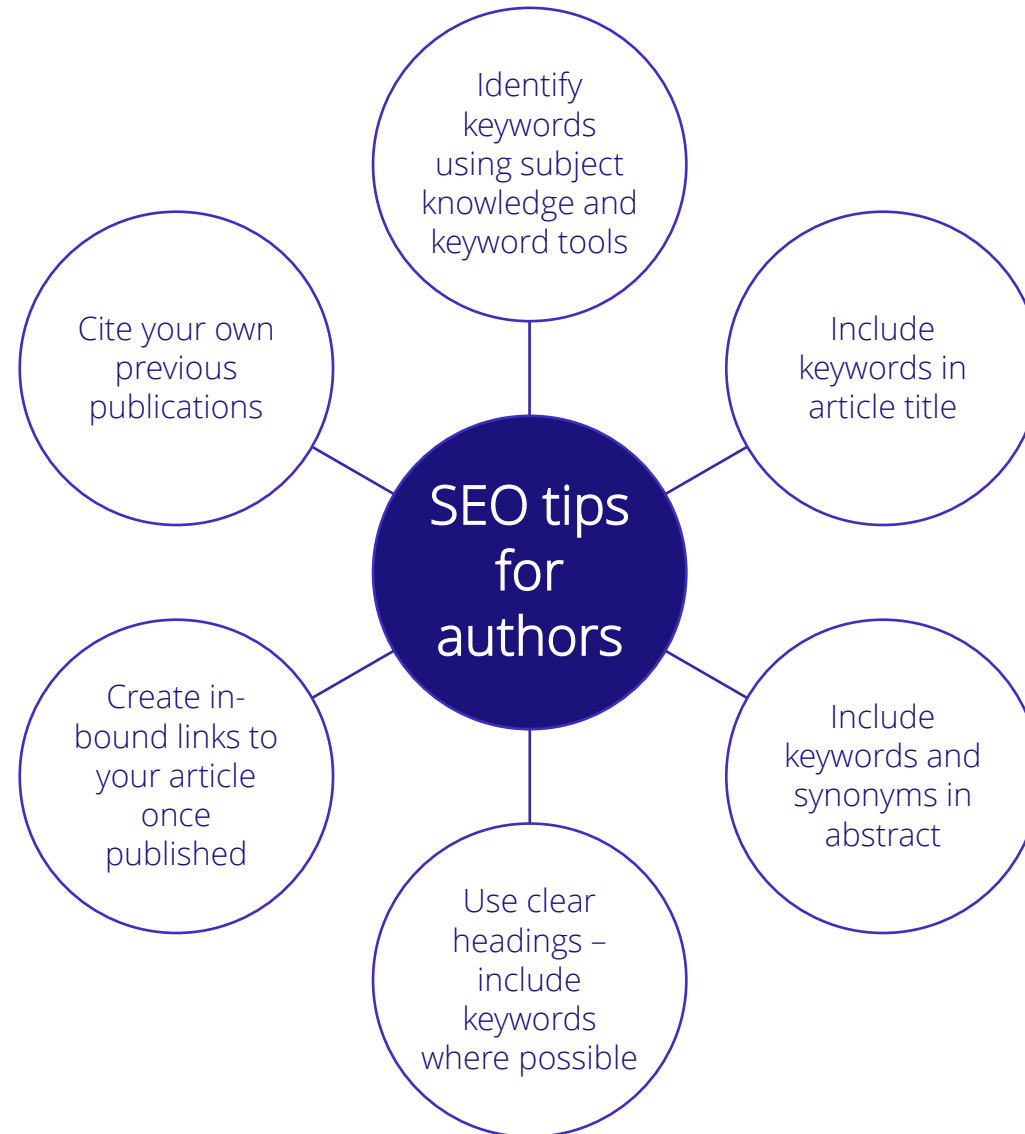 Identify
keywords
using subject
knowledge and
keyword tools
Include
keywords in
article title
Include
keywords and
synonyms in
abstract
Use clear
headings –
include
keywords
where possible
Create in-
bound links to
your article
once
published
Cite your own
previous
publications
SEO tips
for
authors